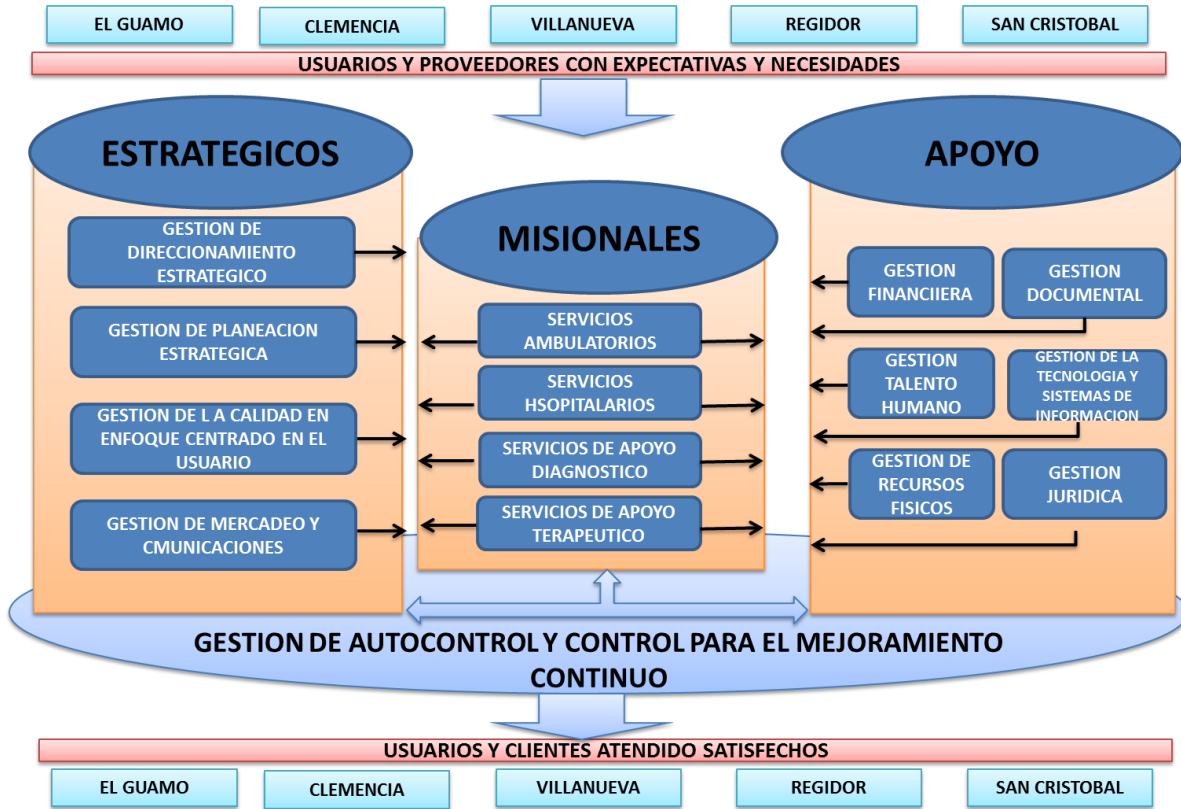 EL GUAMO
CLEMENCIA
VILLANUEVA
REGIDOR
SAN CRISTOBAL
USUARIOS Y PROVEEDORES CON EXPECTATIVAS Y NECESIDADES
ESTRATEGICOS
GESTION DE
DIRECCIONAMIENTO
ESTRATEGICO
GESTION DE PLANEACION
ESTRATEGICA
GESTION DE L A CALIDAD EN
ENFOQUE CENTRADO EN EL
USUARIO
GESTION DE MERCADEO Y
CMUNICACIONES
MISIONALES
SERVICIOS
AMBULATORIOS
SERVICIOS
HSOPITALARIOS
SERVICIOS DE APOYO
DIAGNOSTICO
SERVICIOS DE APOYO
TERAPEUTICO
APOYO
GESTION
FINANCIIERA
GESTION
DOCUMENTAL
GESTION
TALENTO
HUMANO
GESTION DE LA
TECNOLOGIA Y
SISTEMAS DE
INFORMACION
GESTION DE
RECURSOS
FISICOS
GESTION
JURIDICA
GESTION DE AUTOCONTROL Y CONTROL PARA EL MEJORAMIENTO
CONTINUO
USUARIOS Y CLIENTES ATENDIDO SATISFECHOS
EL GUAMO
CLEMENCIA
VILLANUEVA
REGIDOR
SAN CRISTOBAL